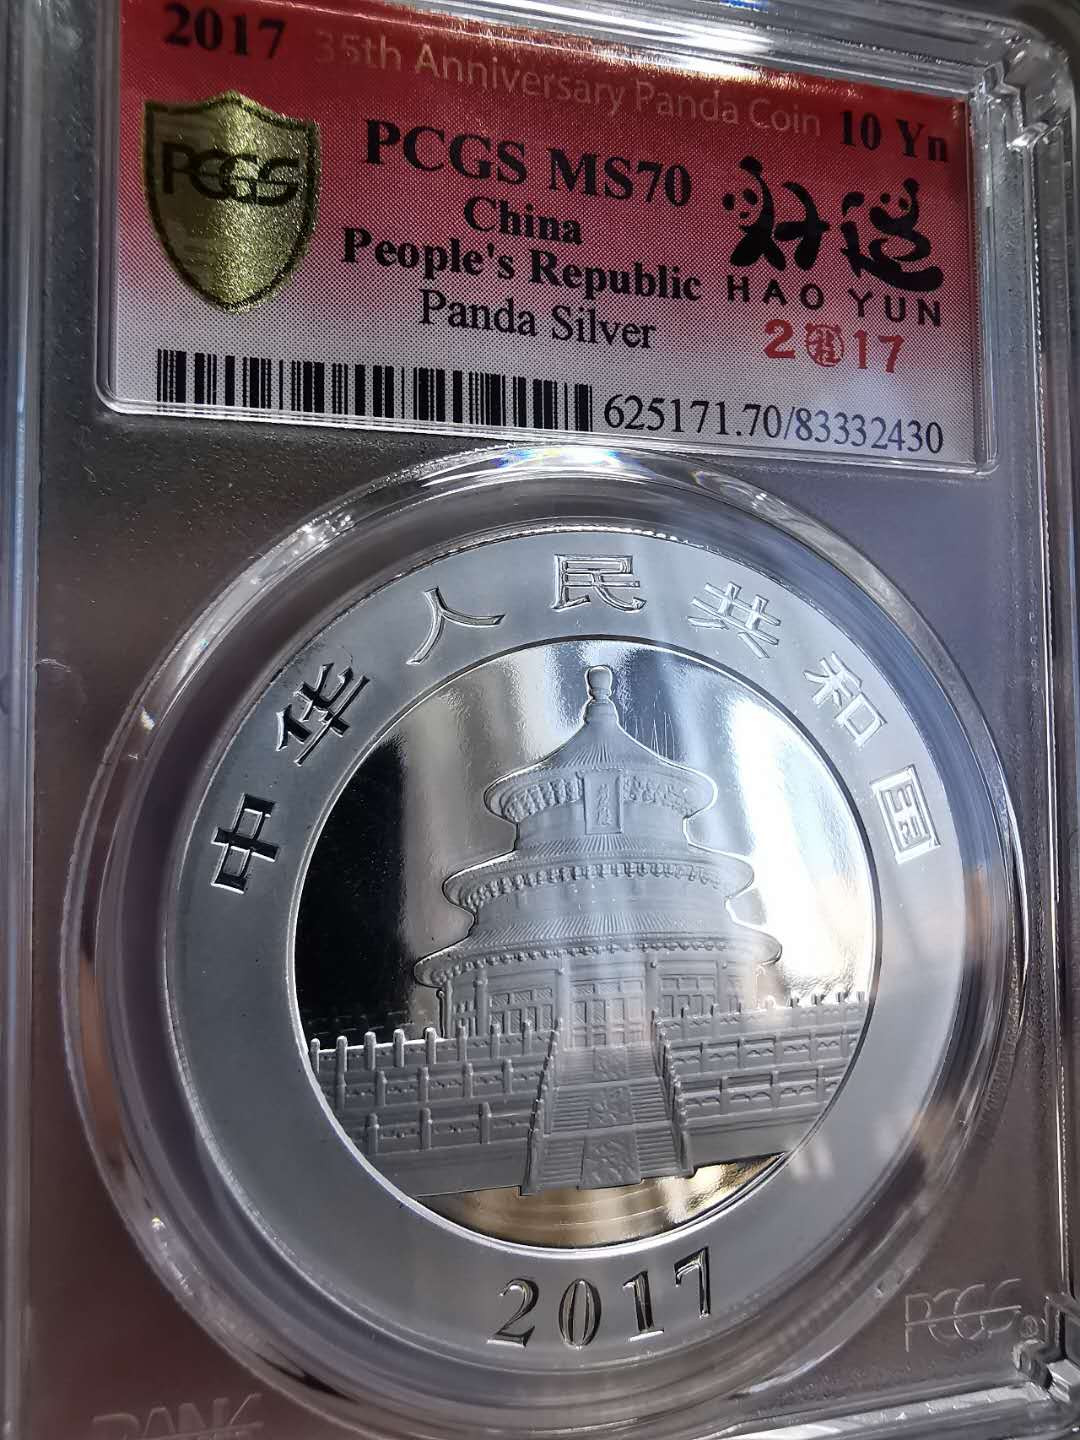 2017 35th Anniversary Panda Coin 10 Yn
PCGS
PCGS MS70
China
People's Republic
Panda Silver
好运
HAO YUN
2017
625171.70/83332430
中华人民共和国
2017
PCGS